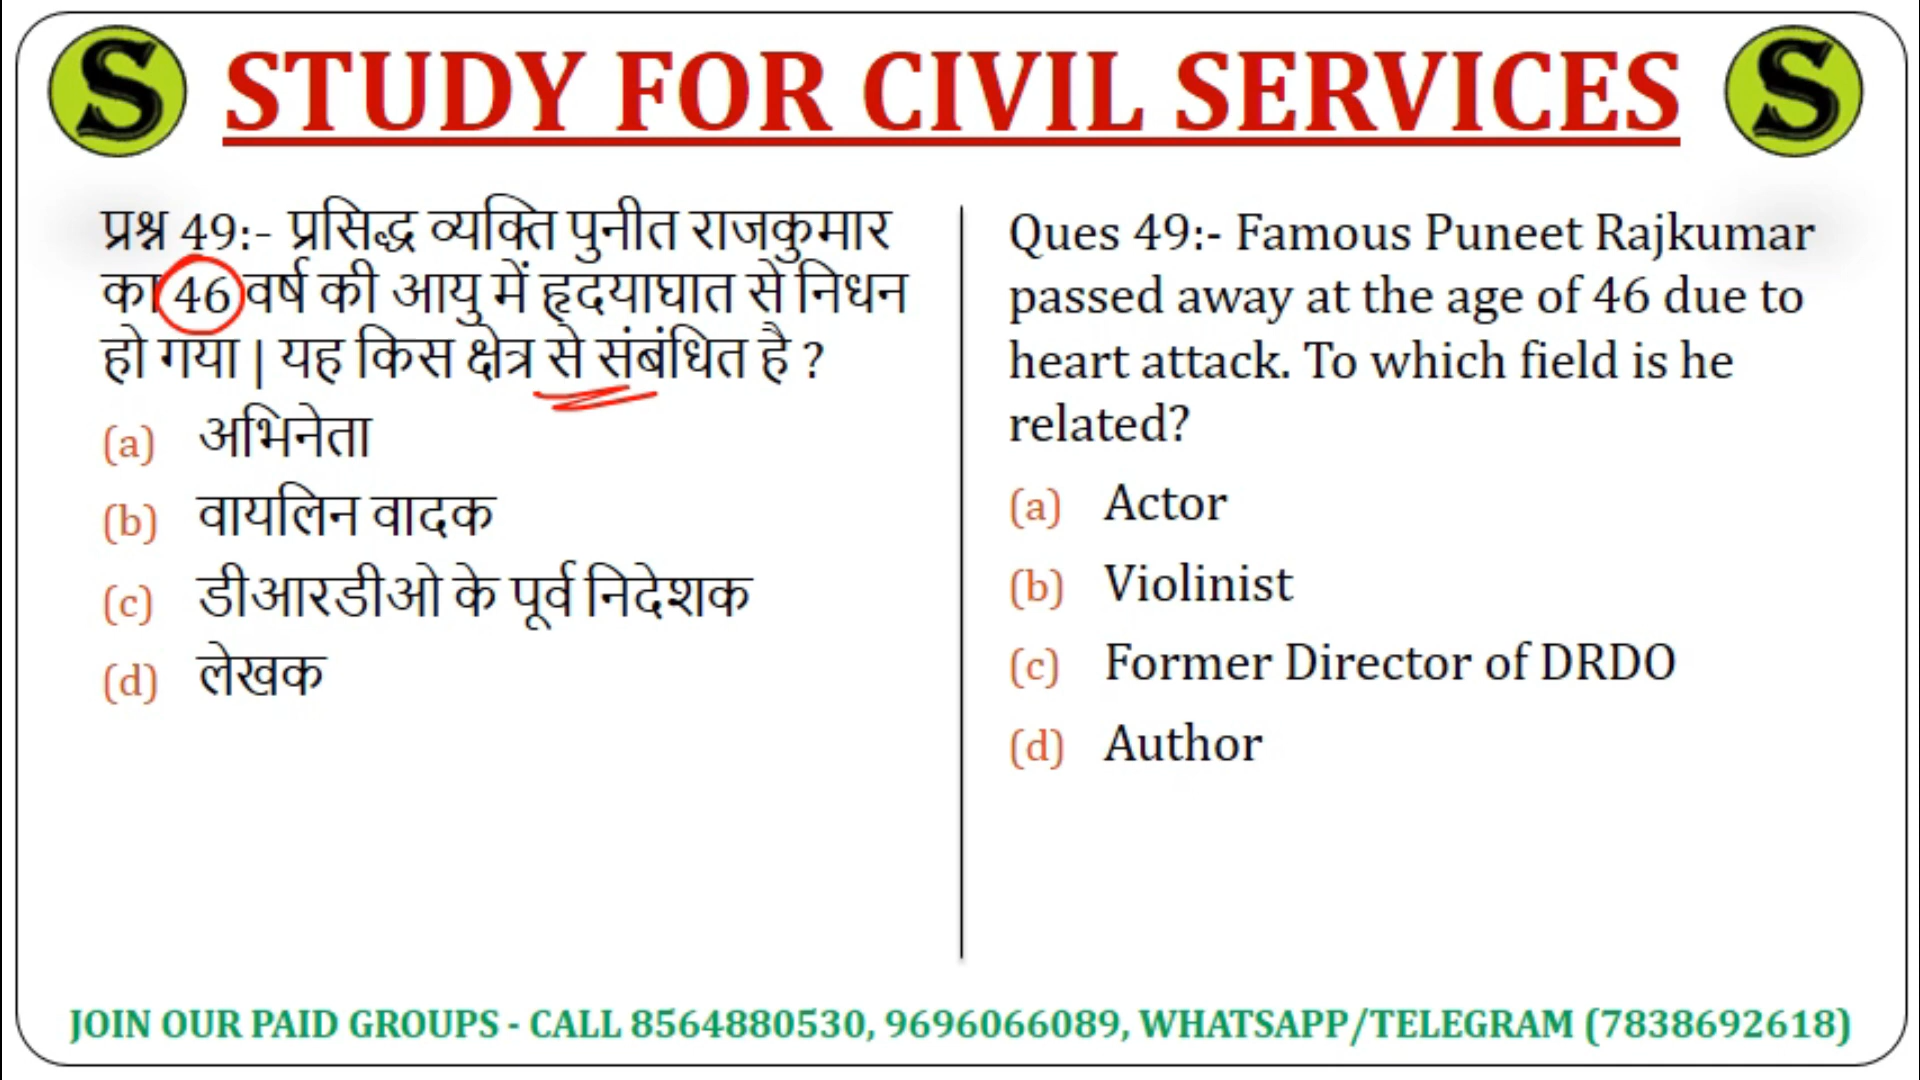 S STUDY FOR CIVIL SERVICES S
प्रश्न 49:- प्रसिद्ध व्यक्ति पुनीत राजकुमार
का 46 वर्ष की आयु में हृदयाघात से निधन
हो गया | यह किस क्षेत्र से संबंधित है ?
(a) अभिनेता
(b) वायलिन वादक
(c) डीआरडीओ के पूर्व निदेशक
(d) लेखक
Ques 49:- Famous Puneet Rajkumar
passed away at the age of 46 due to
heart attack. To which field is he
related?
(a) Actor
(b) Violinist
(c) Former Director of DRDO
(d) Author
JOIN OUR PAID GROUPS - CALL 8564880530, 9696066089, WHATSAPP/TELEGRAM (7838692618)